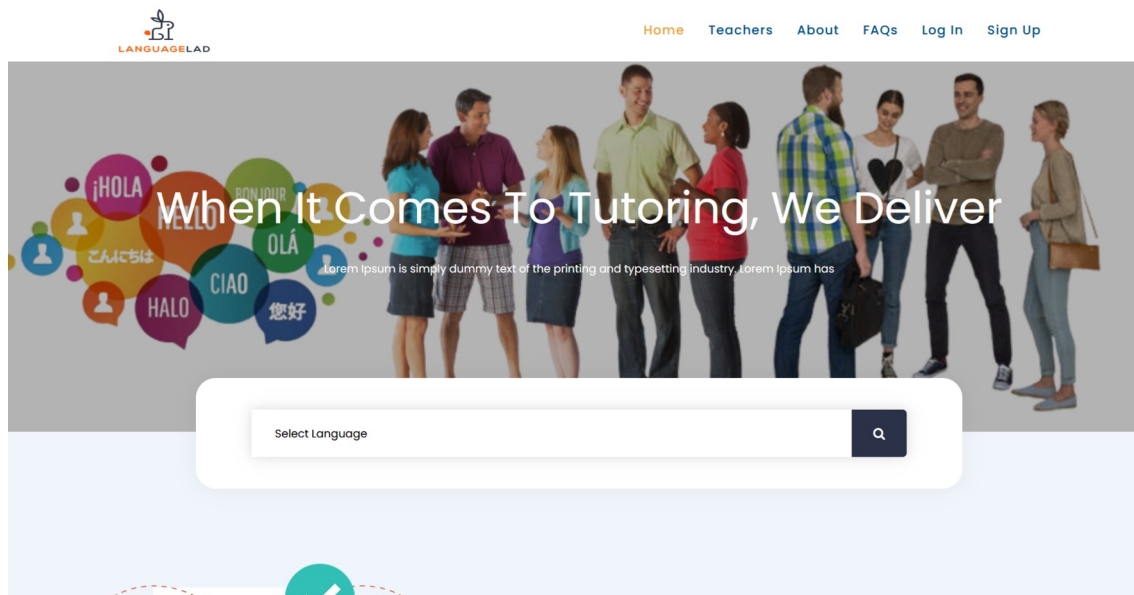 LANGUAGELAD
Home Teachers About FAQs Log In Sign Up
¡HOLA
BONJOUR
HELLO
When It Comes To Tutoring, We Deliver
こんにちは
OLÁ
Lorem Ipsum is simply dummy text of the printing and typesetting industry. Lorem Ipsum has
CIAO
HALO
您好
Select Language